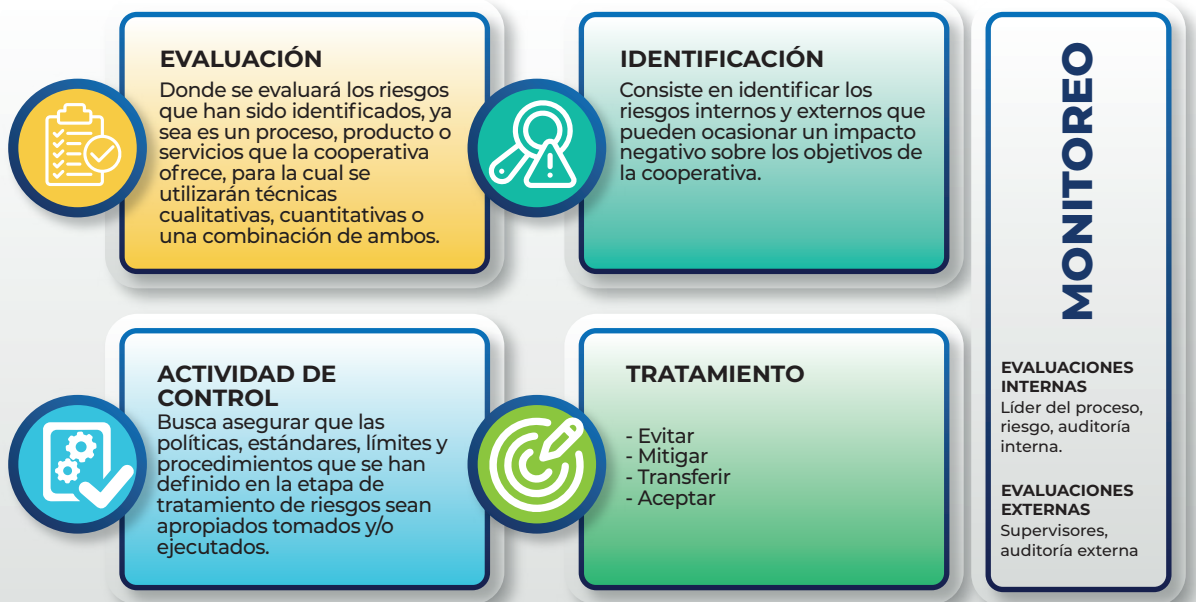 EVALUACIÓN
Donde se evaluará los riesgos
que han sido identificados, ya
sea es un proceso, producto o
servicios que la cooperativa
ofrece, para la cual se
utilizarán técnicas
cualitativas, cuantitativas o
una combinación de ambos.
IDENTIFICACIÓN
Consiste en identificar los
riesgos internos y externos que
pueden ocasionar un impacto
negativo sobre los objetivos de
la cooperativa.
ACTIVIDAD DE
CONTROL
Busca asegurar que las
políticas, estándares, límites y
procedimientos que se han
definido en la etapa de
tratamiento de riesgos sean
apropiados tomados y/o
ejecutados.
TRATAMIENTO
- Evitar
- Mitigar
- Transferir
- Aceptar
MONITOREO
EVALUACIONES
INTERNAS
Líder del proceso,
riesgo, auditoría
interna.
EVALUACIONES
EXTERNAS
Supervisores,
auditoría externa